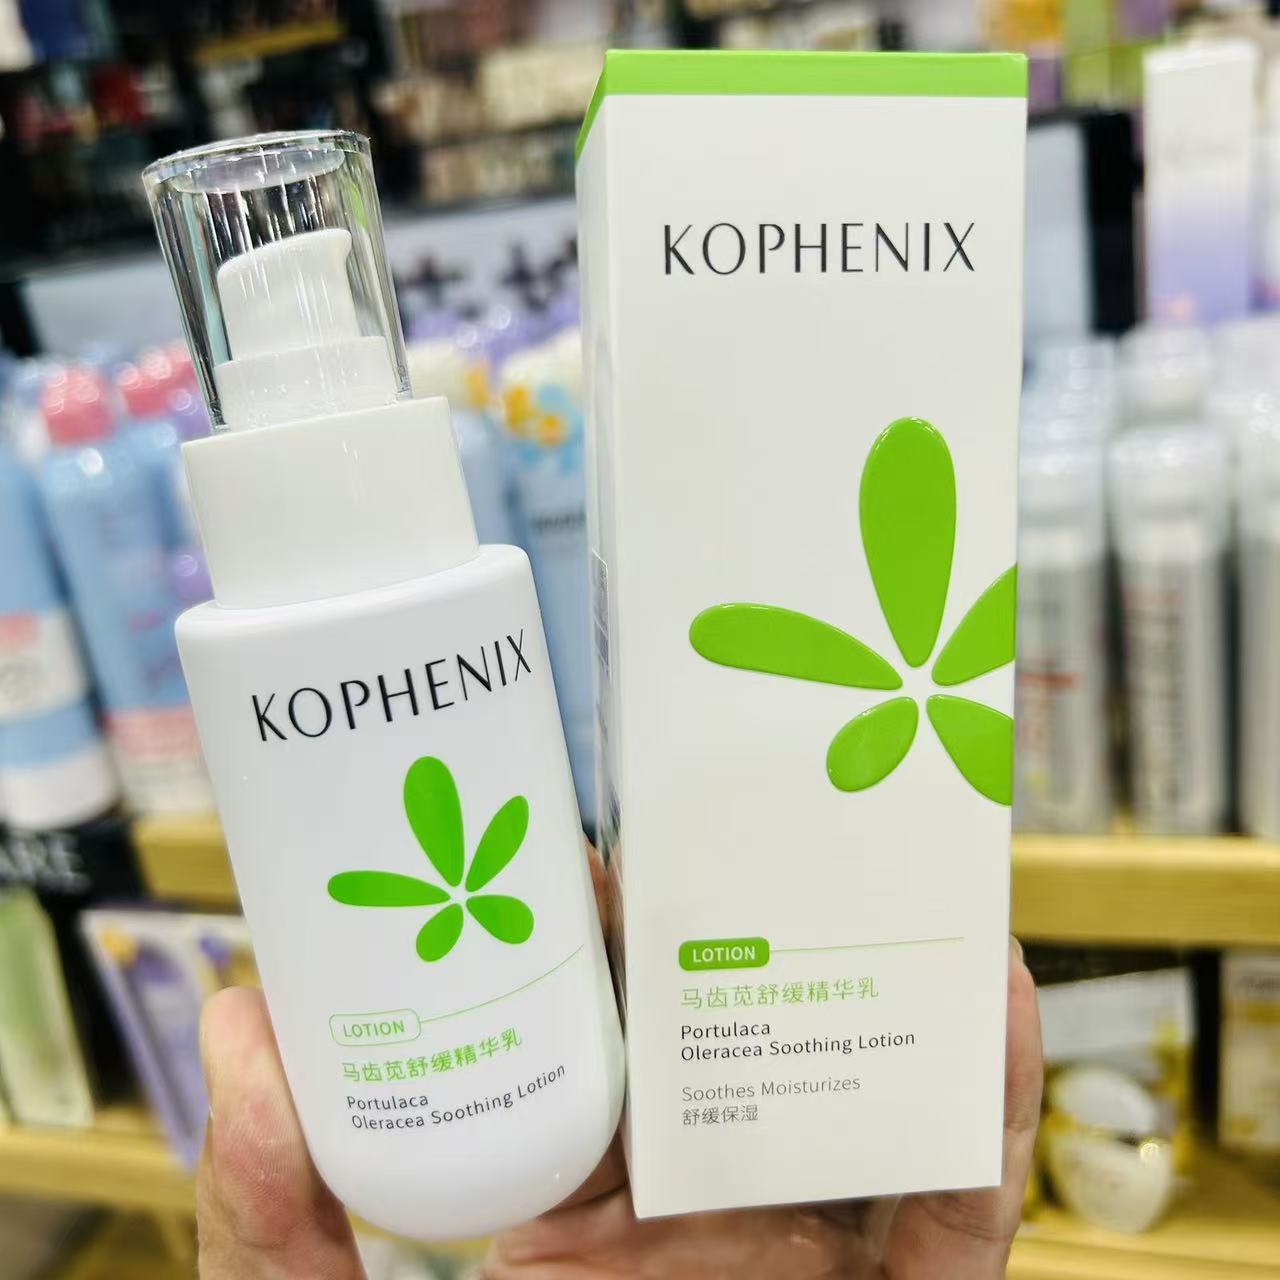 KOPHENIX
LOTION
马齿苋舒缓精华乳
Portulaca
Oleracea Soothing Lotion
KOPHENIX
LOTION
马齿苋舒缓精华乳
Portulaca
Oleracea Soothing Lotion
Soothes Moisturizes
舒缓保湿